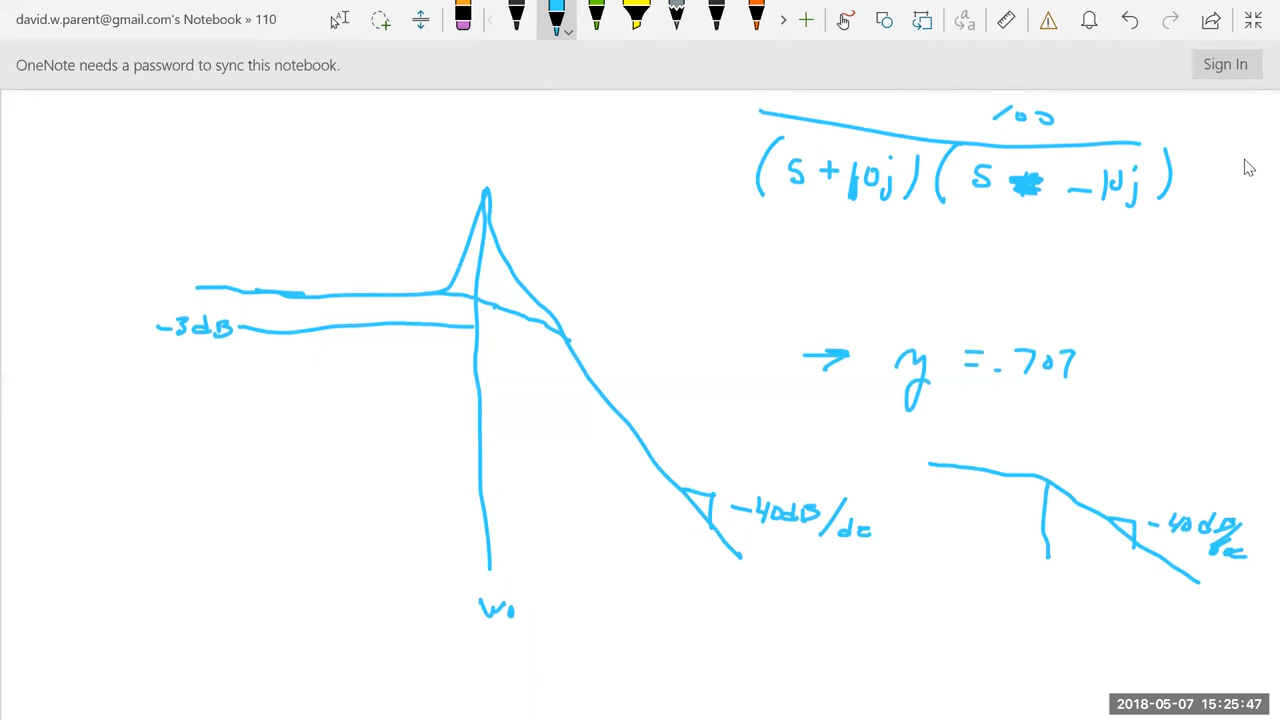 david.w.parent@gmail.com's Notebook » 110
OneNote needs a password to sync this notebook.
Sign In
100
(s+10j)(s -10j)
-3dB
→ y =.707
-40dB/dec
-40dB/dec
wo
2018-05-07 15:25:47